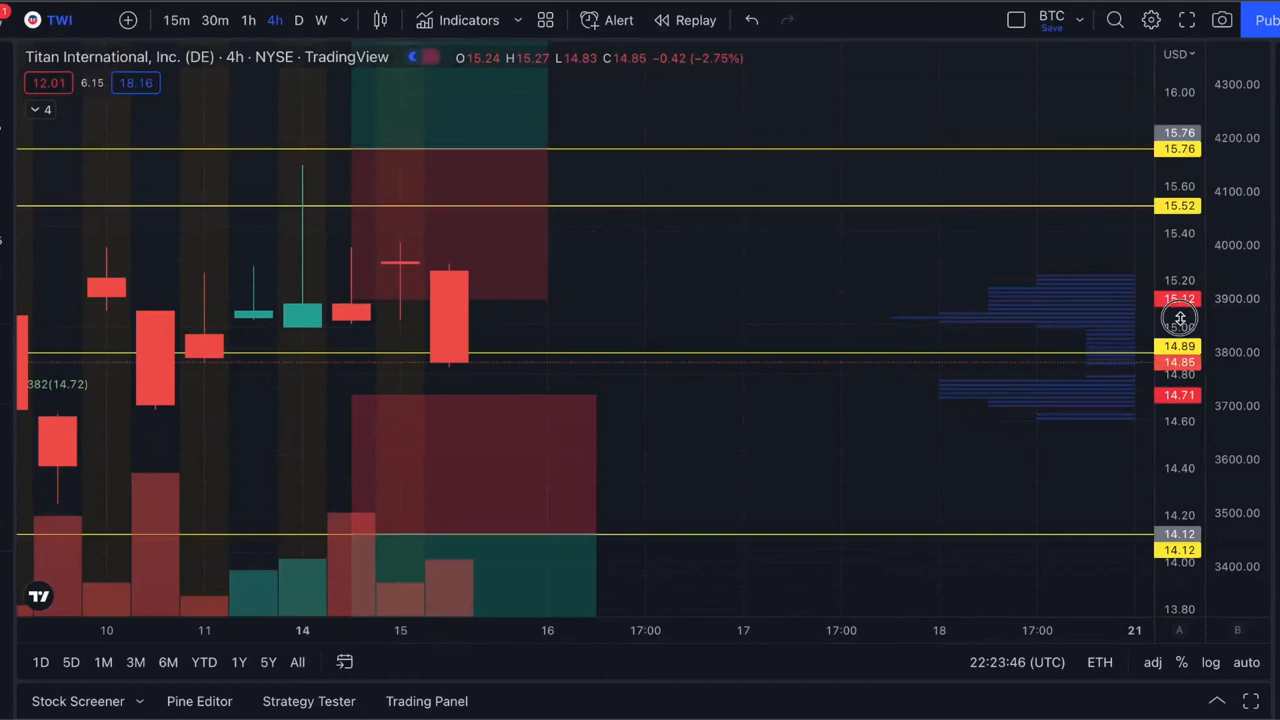 1
TWI
15m 30m 1h 4h D W
Indicators
Alert
Replay
BTC
Save
Pub
Titan International, Inc. (DE) · 4h · NYSE · TradingView
O15.24 H15.27 L14.83 C14.85 −0.42 (−2.75%)
12.01 6.15 18.16
4
USD
16.00
15.76
15.76
15.60
15.52
15.40
15.20
15.12
15.00
14.89
14.85
14.80
14.71
14.60
14.40
14.20
14.12
14.12
14.00
13.80
4300.00
4200.00
4100.00
4000.00
3900.00
3800.00
3700.00
3600.00
3500.00
3400.00
382(14.72)
10 11 14 15 16 17:00 17 17:00 18 17:00 21 A B
1D 5D 1M 3M 6M YTD 1Y 5Y All
22:23:46 (UTC) ETH adj % log auto
Stock Screener Pine Editor Strategy Tester Trading Panel